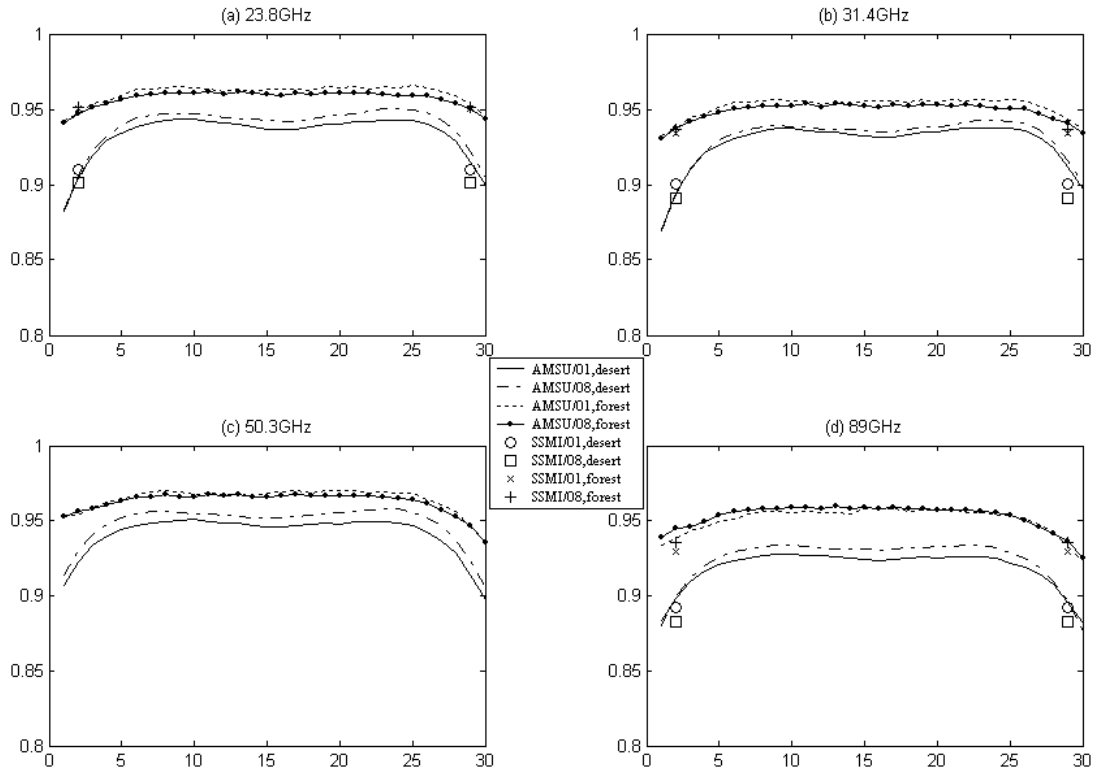 (a) 23.8GHz
1
0.95
0.9
0.85
0.8
0 5 10 15 20 25 30
(b) 31.4GHz
1
0.95
0.9
0.85
0.8
0 5 10 15 20 25 30
AMSU/01,desert
AMSU/08,desert
AMSU/01,forest
AMSU/08,forest
SSMI/01,desert
SSMI/08,desert
SSMI/01,forest
SSMI/08,forest
(c) 50.3GHz
1
0.95
0.9
0.85
0.8
0 5 10 15 20 25 30
(d) 89GHz
1
0.95
0.9
0.85
0.8
0 5 10 15 20 25 30